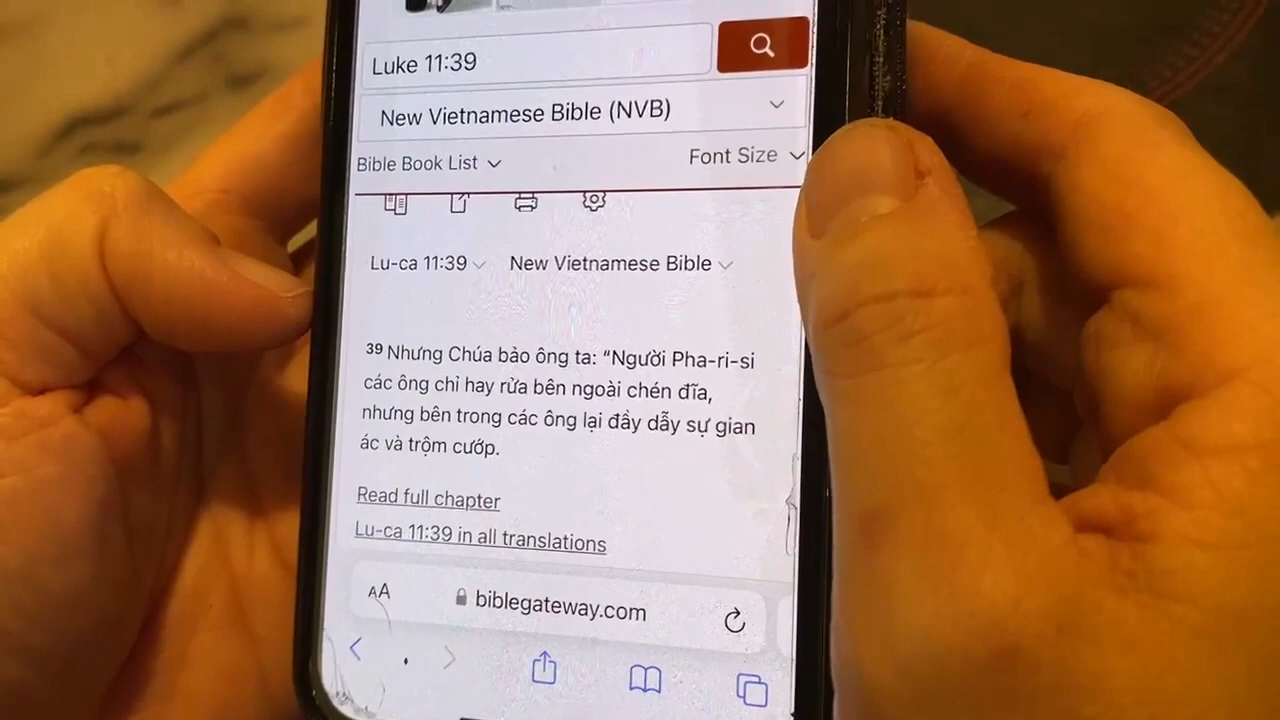 Luke 11:39
New Vietnamese Bible (NVB)
Bible Book List
Font Size
Lu-ca 11:39
New Vietnamese Bible
39 Nhưng Chúa bảo ông ta: “Người Pha-ri-si
các ông chỉ hay rửa bên ngoài chén đĩa,
nhưng bên trong các ông lại đầy dẫy sự gian
ác và trộm cướp.
Read full chapter
Lu-ca 11:39 in all translations
AA
biblegateway.com